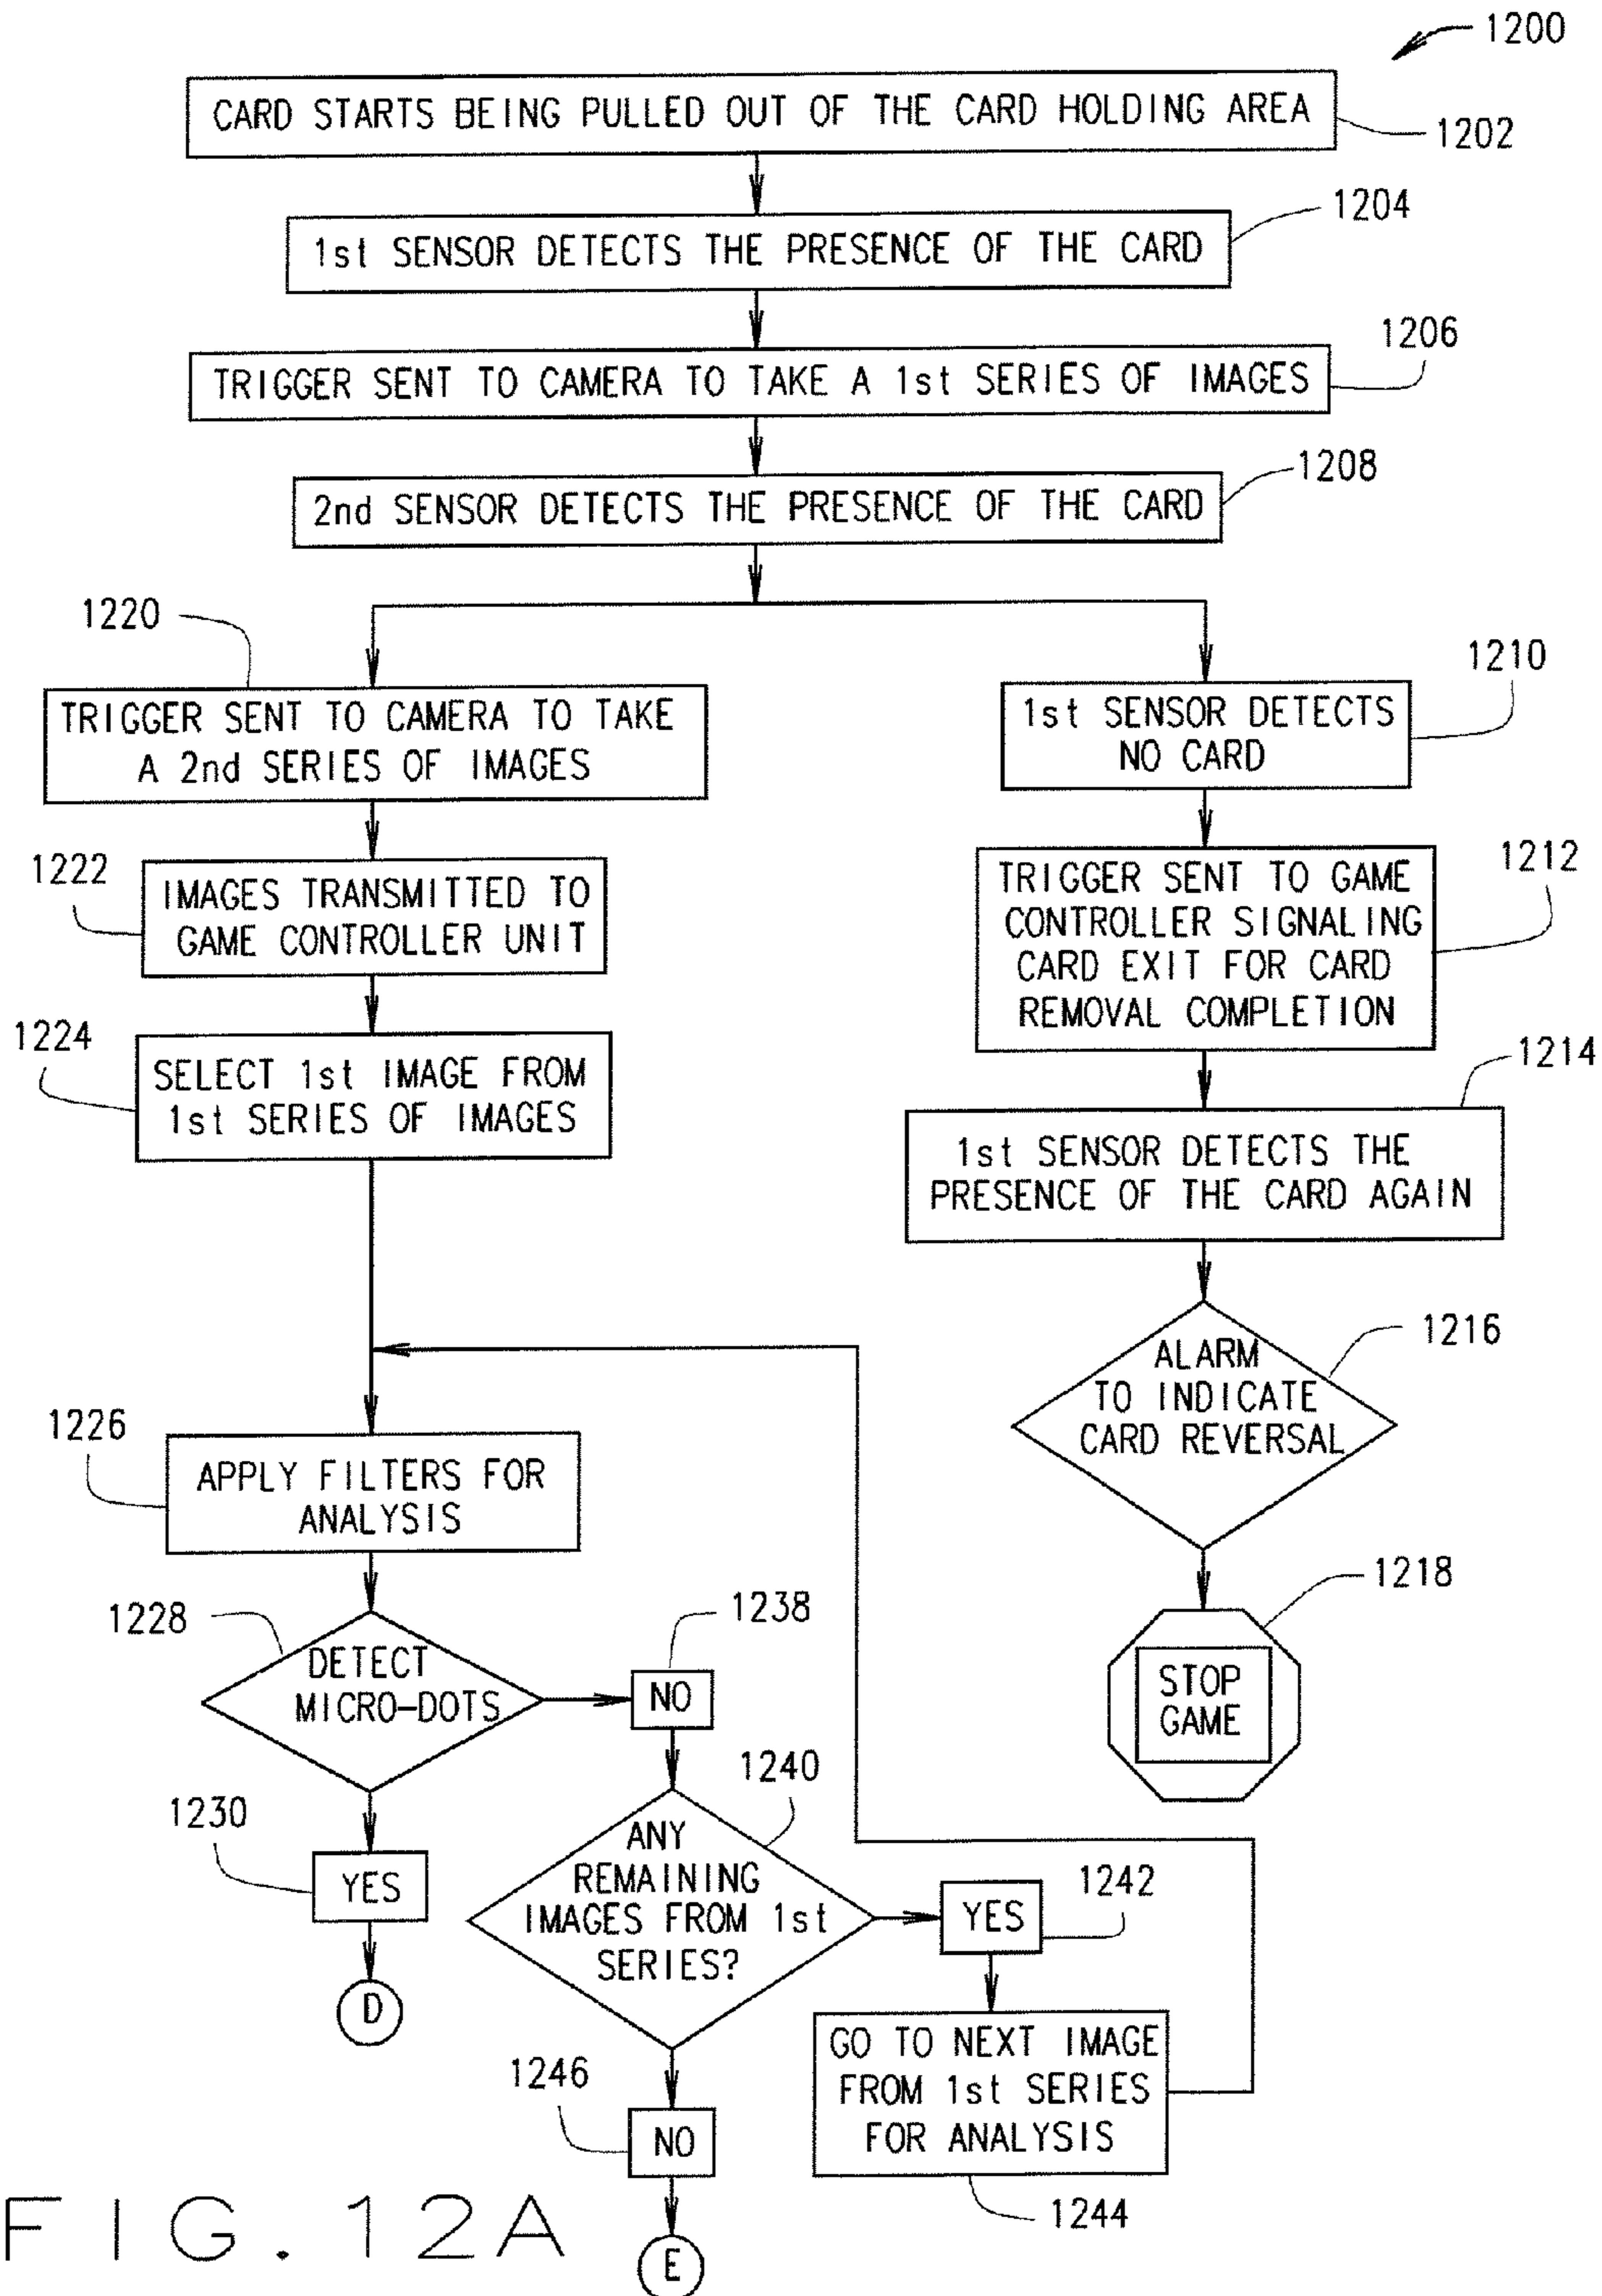 1200
CARD STARTS BEING PULLED OUT OF THE CARD HOLDING AREA
1202
1204
1st SENSOR DETECTS THE PRESENCE OF THE CARD
1206
TRIGGER SENT TO CAMERA TO TAKE A 1st SERIES OF IMAGES
1208
2nd SENSOR DETECTS THE PRESENCE OF THE CARD
1220
TRIGGER SENT TO CAMERA TO TAKE
A 2nd SERIES OF IMAGES
1222
IMAGES TRANSMITTED TO
GAME CONTROLLER UNIT
1224
SELECT 1st IMAGE FROM
1st SERIES OF IMAGES
1210
1st SENSOR DETECTS
NO CARD
1212
TRIGGER SENT TO GAME
CONTROLLER SIGNALING
CARD EXIT FOR CARD
REMOVAL COMPLETION
1214
1st SENSOR DETECTS THE
PRESENCE OF THE CARD AGAIN
1216
ALARM
TO INDICATE
CARD REVERSAL
1218
STOP
GAME
1226
APPLY FILTERS FOR
ANALYSIS
1228
DETECT
MICRO-DOTS
1238
NO
1230
YES
D
1240
ANY
REMAINING
IMAGES FROM 1st
SERIES?
1242
YES
GO TO NEXT IMAGE
FROM 1st SERIES
FOR ANALYSIS
1244
1246
NO
E
FIG. 12A